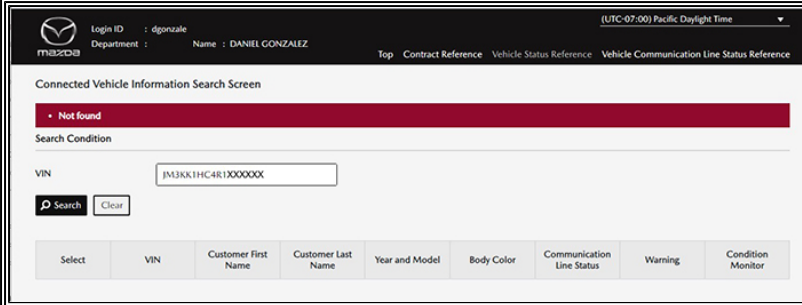 (UTC-07:00) Pacific Daylight Time
Login ID : dgonzale
Department : Name : DANIEL GONZALEZ
mazda
Top Contract Reference Vehicle Status Reference Vehicle Communication Line Status Reference
Connected Vehicle Information Search Screen
• Not found
Search Condition
VIN JM3KK1HC4R1XXXXXX
Search Clear
Select VIN Customer First Name Customer Last Name Year and Model Body Color Communication Line Status Warning Condition Monitor